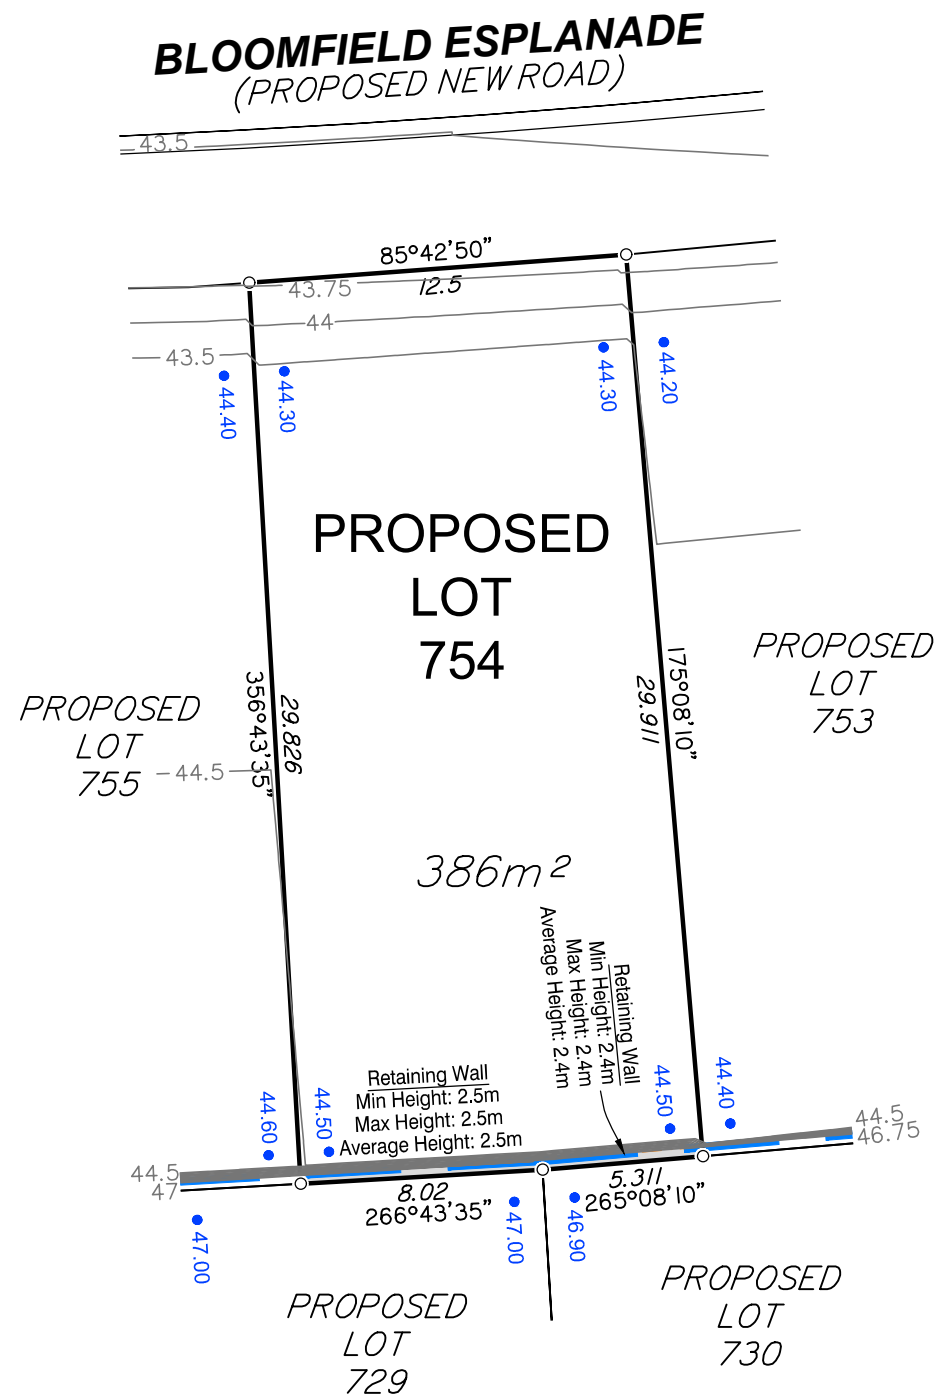 BLOOMFIELD ESPLANADE
(PROPOSED NEW ROAD)
43.5
85°42'50"
12.5
43.75
44
43.5
44.40
44.30
44.30
44.20
PROPOSED
LOT
754
PROPOSED
LOT
753
PROPOSED
LOT
755
356°43'35"
29.826
29.911
175°08'10"
44.5
386m²
Retaining Wall
Min Height: 2.4m
Max Height: 2.4m
Average Height: 2.4m
Retaining Wall
Min Height: 2.5m
Max Height: 2.5m
Average Height: 2.5m
44.60
44.50
44.50
44.40
44.5
46.75
44.5
47
8.02
266°43'35"
5.311
265°08'10"
47.00
47.00
46.90
PROPOSED
LOT
729
PROPOSED
LOT
730